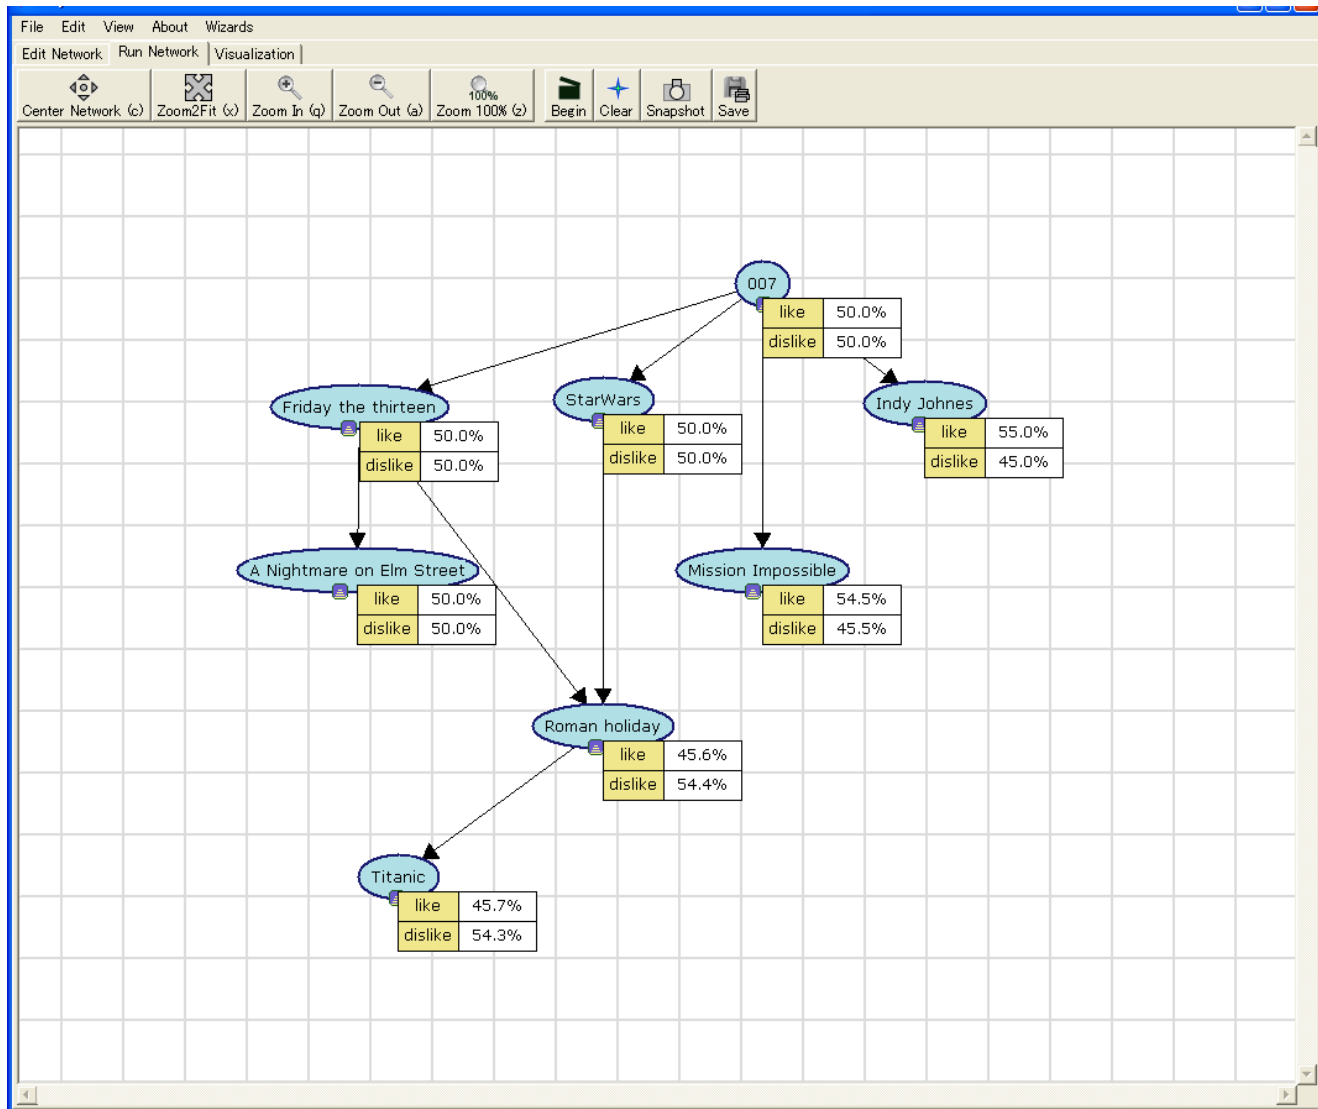 File Edit View About Wizards
Edit Network Run Network Visualization
Center Network (c) Zoom2Fit (x) Zoom In (q) Zoom Out (a) 100% Zoom 100% (z) Begin Clear Snapshot Save
007
like 50.0%
dislike 50.0%
Friday the thirteen
like 50.0%
dislike 50.0%
StarWars
like 50.0%
dislike 50.0%
Indy Johnes
like 55.0%
dislike 45.0%
A Nightmare on Elm Street
like 50.0%
dislike 50.0%
Mission Impossible
like 54.5%
dislike 45.5%
Roman holiday
like 45.6%
dislike 54.4%
Titanic
like 45.7%
dislike 54.3%